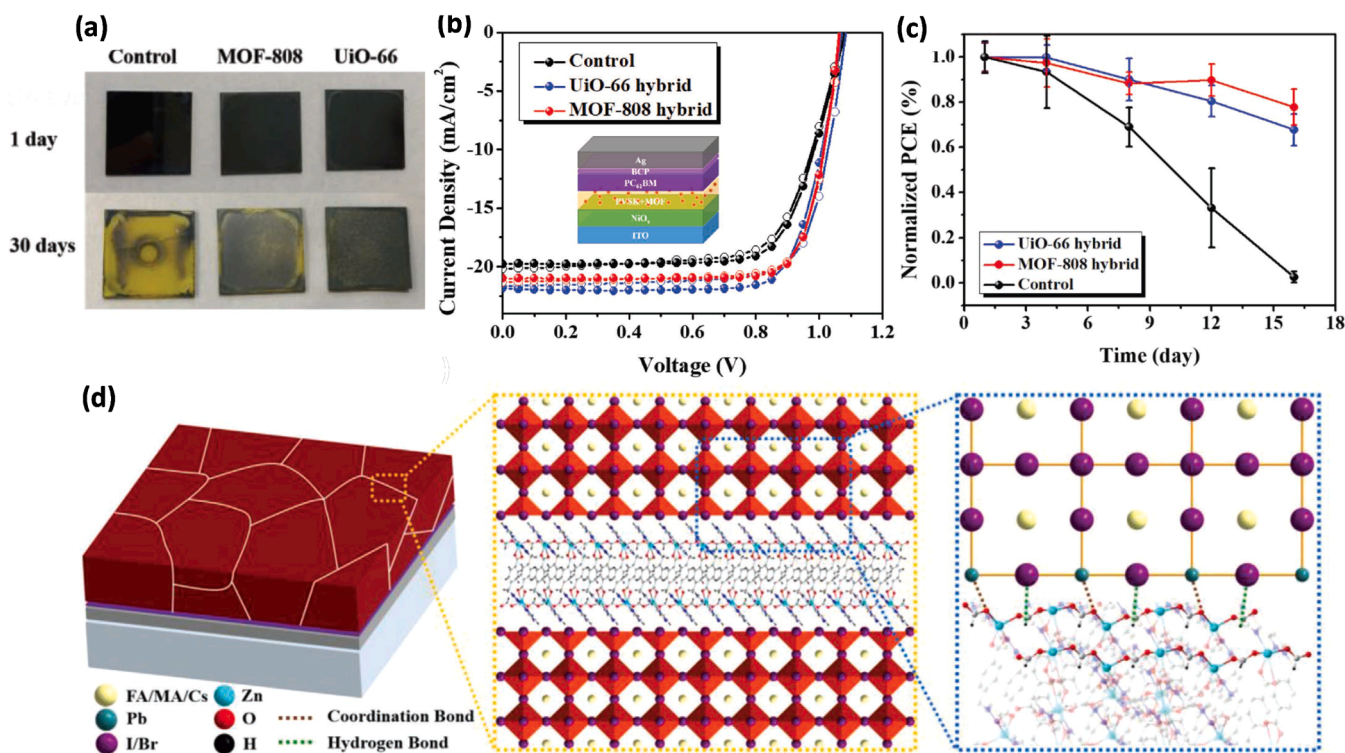 (a)
Control MOF-808 UiO-66
1 day
30 days
(b)
Current Density (mA/cm²)
0
-5
-10
-15
-20
Control
UiO-66 hybrid
MOF-808 hybrid
Ag
BCP
PC₆₁BM
PVSK+MOF
NiOₓ
ITO
0.0 0.2 0.4 0.6 0.8 1.0 1.2
Voltage (V)
(c)
Normalized PCE (%)
1.0
0.8
0.6
0.4
0.2
0.0
UiO-66 hybrid
MOF-808 hybrid
Control
0 3 6 9 12 15 18
Time (day)
(d)
FA/MA/Cs Zn
Pb O Coordination Bond
I/Br H Hydrogen Bond